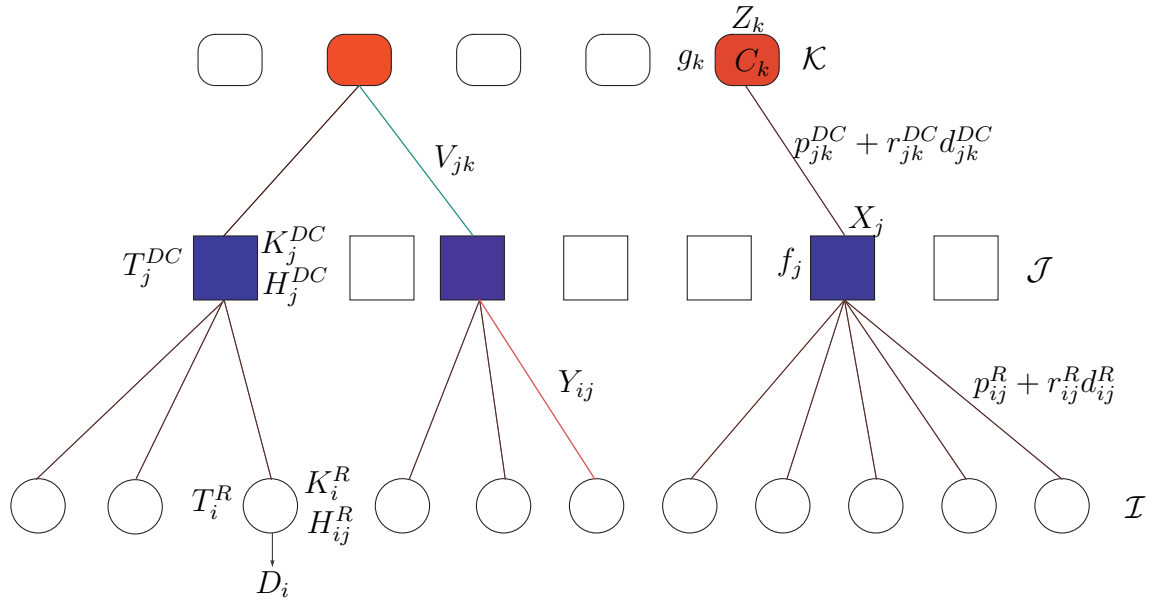 Z_k
g_k C_k 𝒦
p_{jk}^{DC} + r_{jk}^{DC} d_{jk}^{DC}
V_{jk}
X_j
T_j^{DC} K_j^{DC} f_j 𝒥
H_j^{DC}
Y_{ij} p_{ij}^R + r_{ij}^R d_{ij}^R
T_i^R K_i^R ℐ
H_{ij}^R
D_i